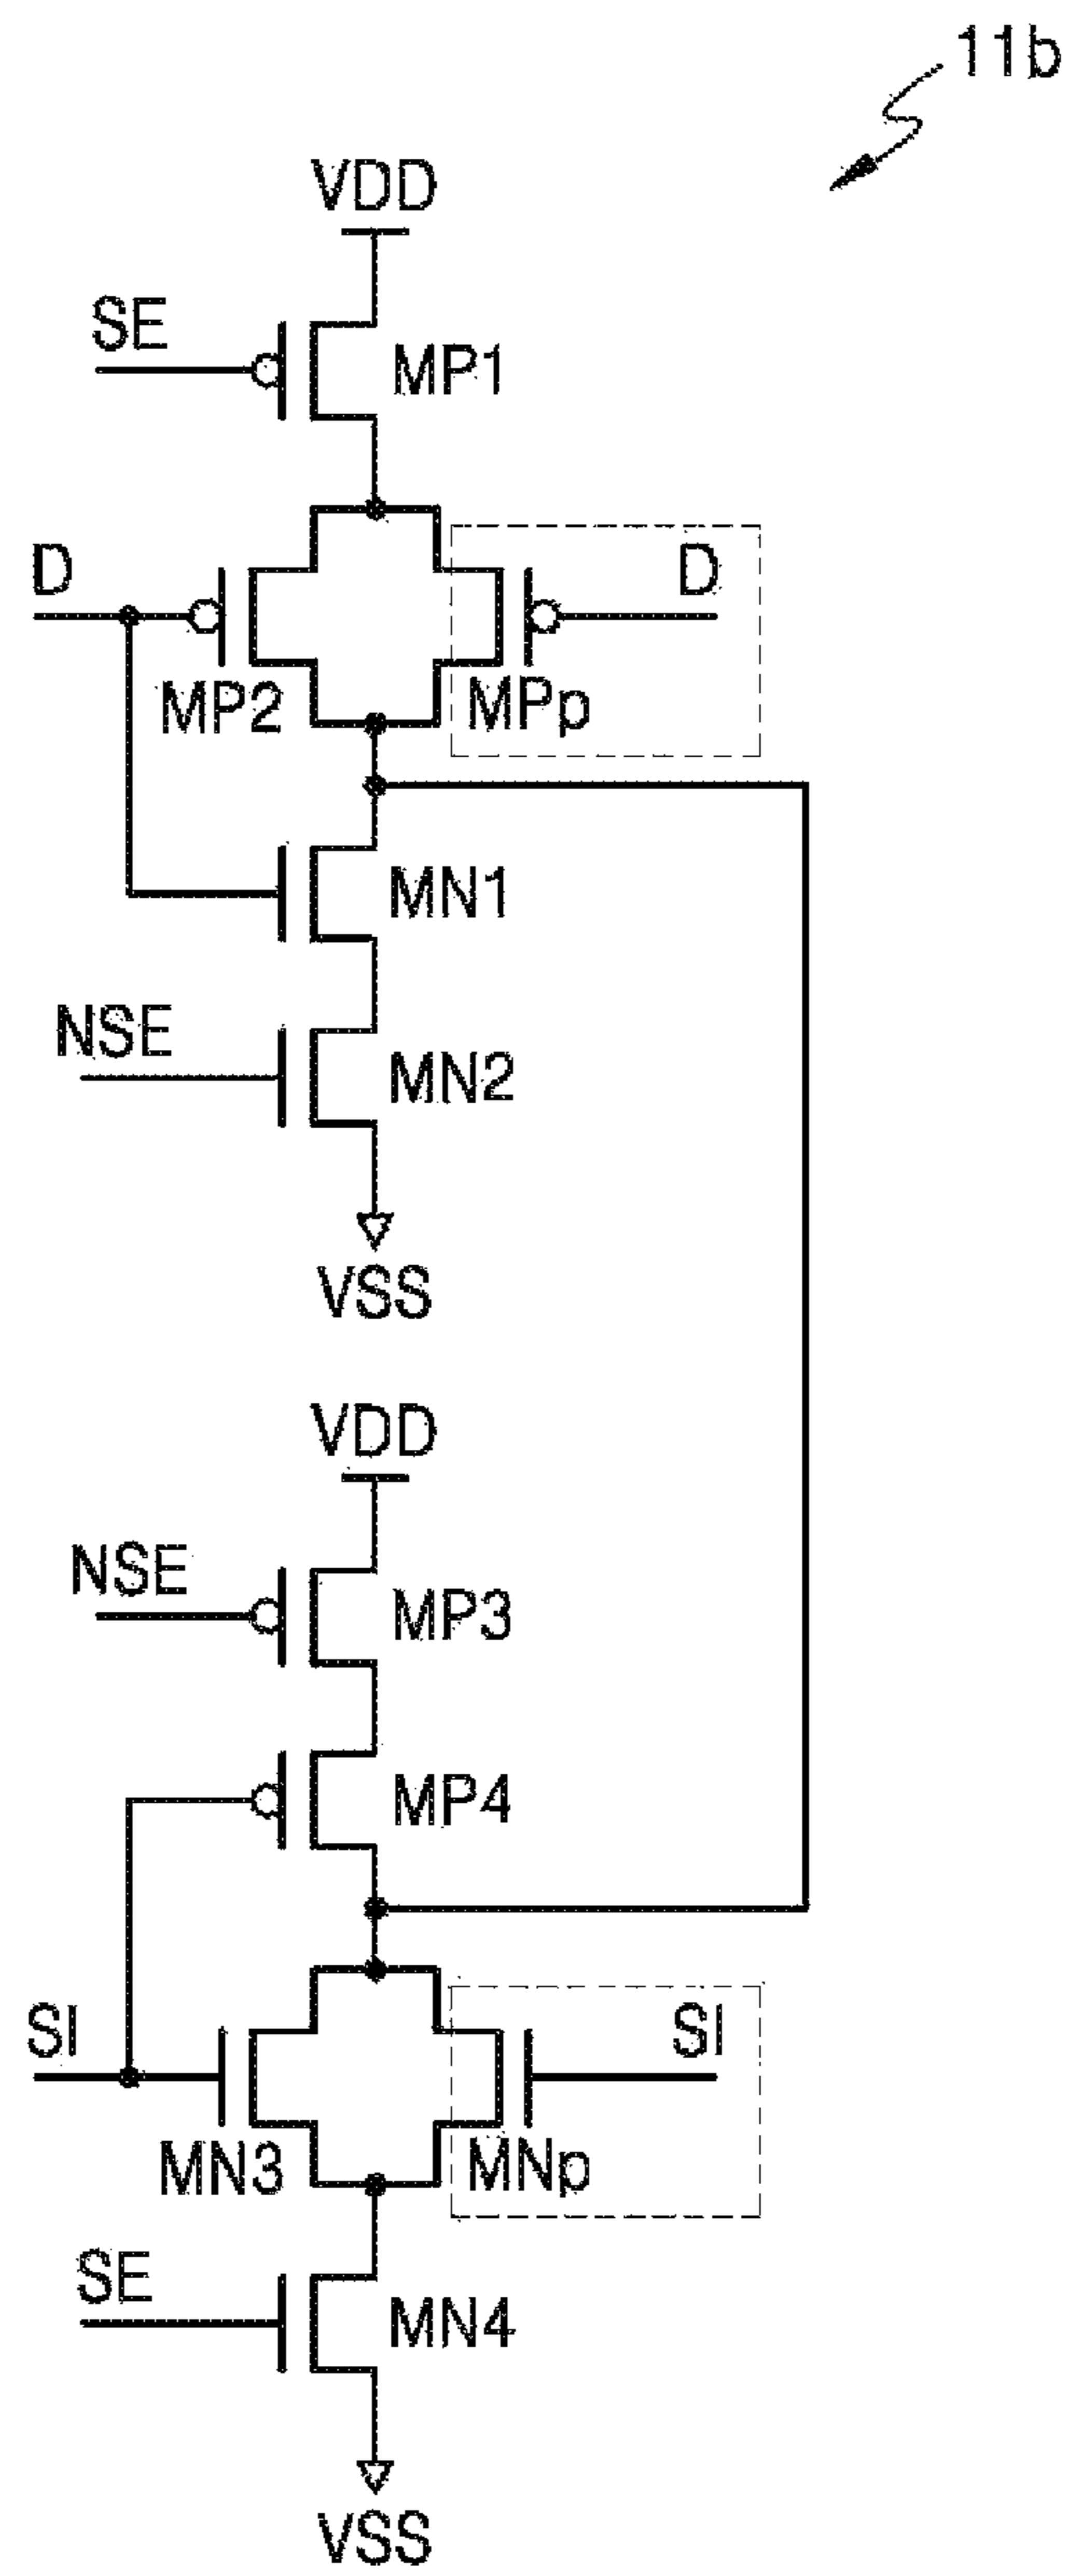 11b
VDD
SE
MP1
D
D
MP2
MPp
MN1
NSE
MN2
VSS
VDD
NSE
MP3
MP4
SI
SI
MN3
MNp
SE
MN4
VSS